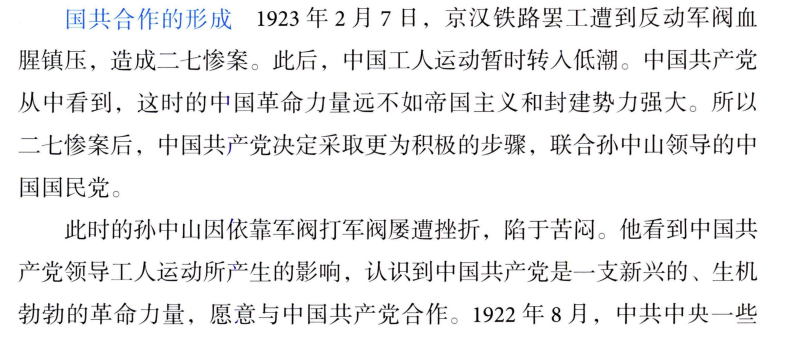 国共合作的形成 1923 年 2 月 7 日，京汉铁路罢工遭到反动军阀血
腥镇压，造成二七惨案。此后，中国工人运动暂时转入低潮。中国共产党
从中看到，这时的中国革命力量远不如帝国主义和封建势力强大。所以
二七惨案后，中国共产党决定采取更为积极的步骤，联合孙中山领导的中
国国民党。
此时的孙中山因依靠军阀打军阀屡遭挫折，陷于苦闷。他看到中国共
产党领导工人运动所产生的影响，认识到中国共产党是一支新兴的、生机
勃勃的革命力量，愿意与中国共产党合作。1922 年 8 月，中共中央一些